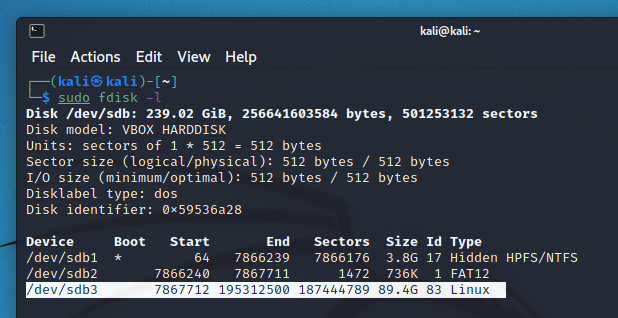 kali@kali: ~
File Actions Edit View Help
┌──(kali㉿kali)-[~]
└─$ sudo fdisk -l
Disk /dev/sdb: 239.02 GiB, 256641603584 bytes, 501253132 sectors
Disk model: VBOX HARDDISK
Units: sectors of 1 * 512 = 512 bytes
Sector size (logical/physical): 512 bytes / 512 bytes
I/O size (minimum/optimal): 512 bytes / 512 bytes
Disklabel type: dos
Disk identifier: 0×59536a28
Device Boot Start End Sectors Size Id Type
/dev/sdb1 * 64 7866239 7866176 3.8G 17 Hidden HPFS/NTFS
/dev/sdb2 7866240 7867711 1472 736K 1 FAT12
/dev/sdb3 7867712 195312500 187444789 89.4G 83 Linux